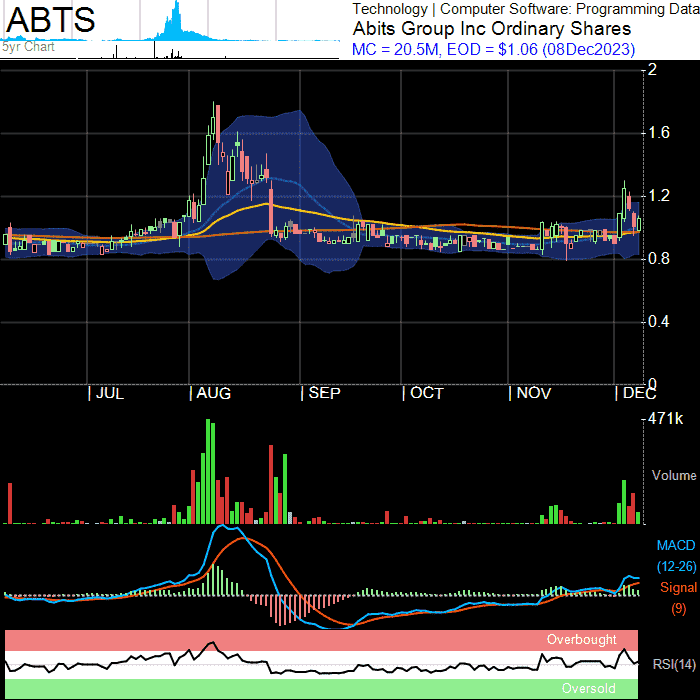 ABTS
5yr Chart
Technology | Computer Software: Programming Data
Abits Group Inc Ordinary Shares
MC = 20.5M, EOD = $1.06 (08Dec2023)
2
1.6
1.2
0.8
0.4
0
JUL
AUG
SEP
OCT
NOV
DEC
471k
Volume
MACD
(12-26)
Signal
(9)
Overbought
RSI(14)
Oversold